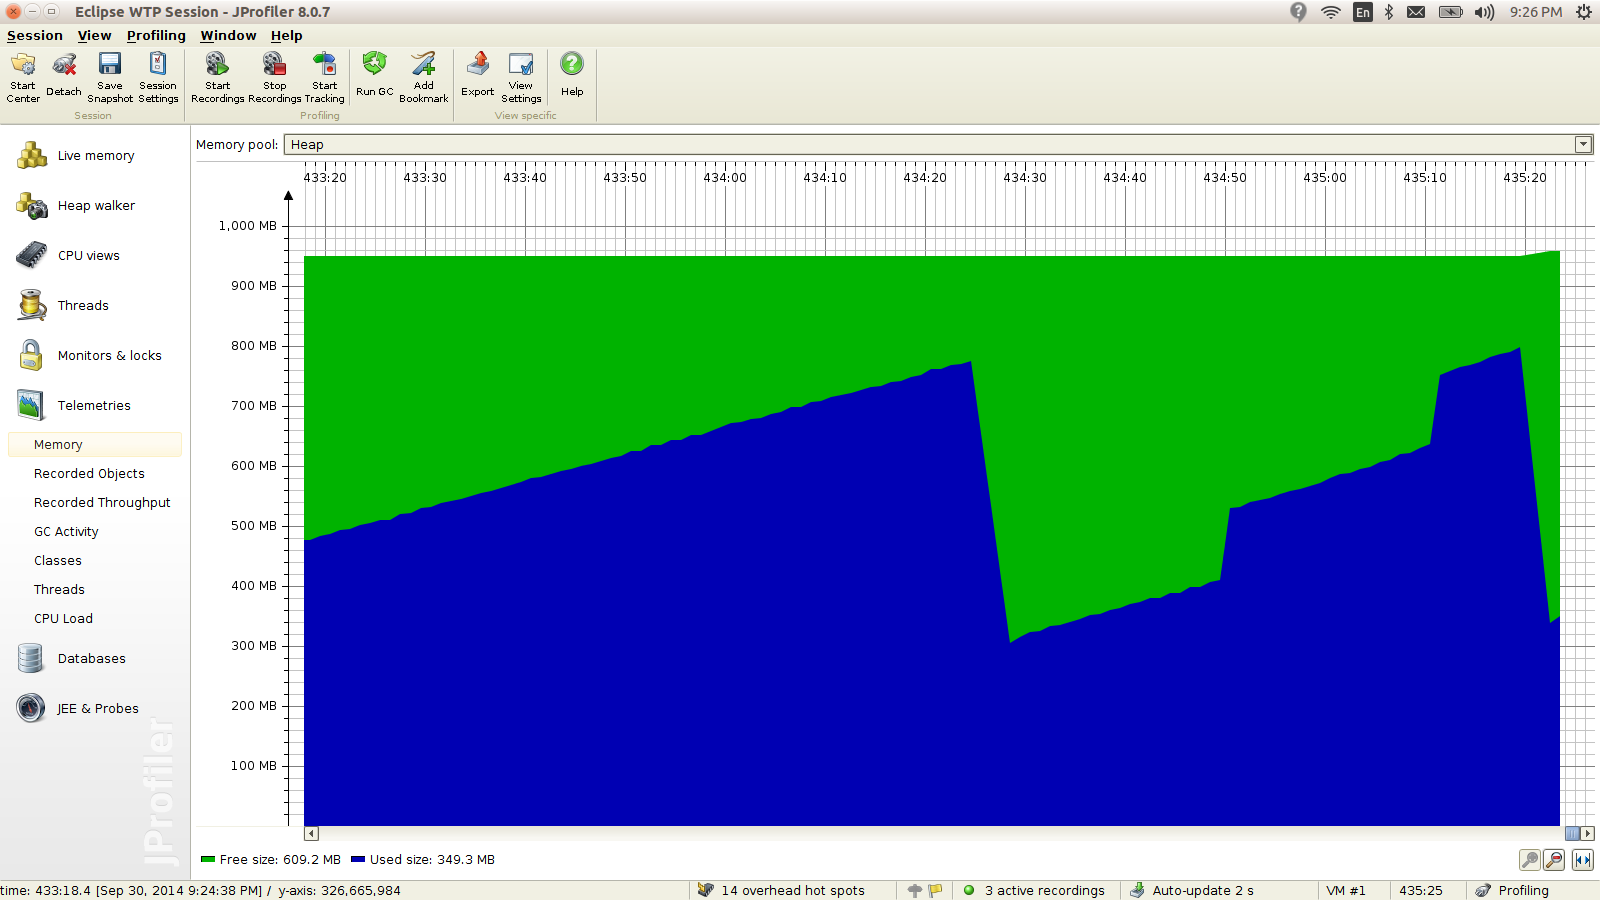 Eclipse WTP Session - JProfiler 8.0.7
En 9:26 PM
Session View Profiling Window Help
Start Center Detach Save Snapshot Session Settings Start Recordings Stop Recordings Start Tracking Run GC Add Bookmark Export View Settings Help
Session Profiling View specific
Memory pool: Heap
433:20 433:30 433:40 433:50 434:00 434:10 434:20 434:30 434:40 434:50 435:00 435:10 435:20
1,000 MB
900 MB
800 MB
700 MB
600 MB
500 MB
400 MB
300 MB
200 MB
100 MB
Live memory
Heap walker
CPU views
Threads
Monitors & locks
Telemetries
Memory
Recorded Objects
Recorded Throughput
GC Activity
Classes
Threads
CPU Load
Databases
JEE & Probes
JProfiler
Free size: 609.2 MB Used size: 349.3 MB
time: 433:18.4 [Sep 30, 2014 9:24:38 PM] / y-axis: 326,665,984 14 overhead hot spots 3 active recordings Auto-update 2 s VM #1 435:25 Profiling